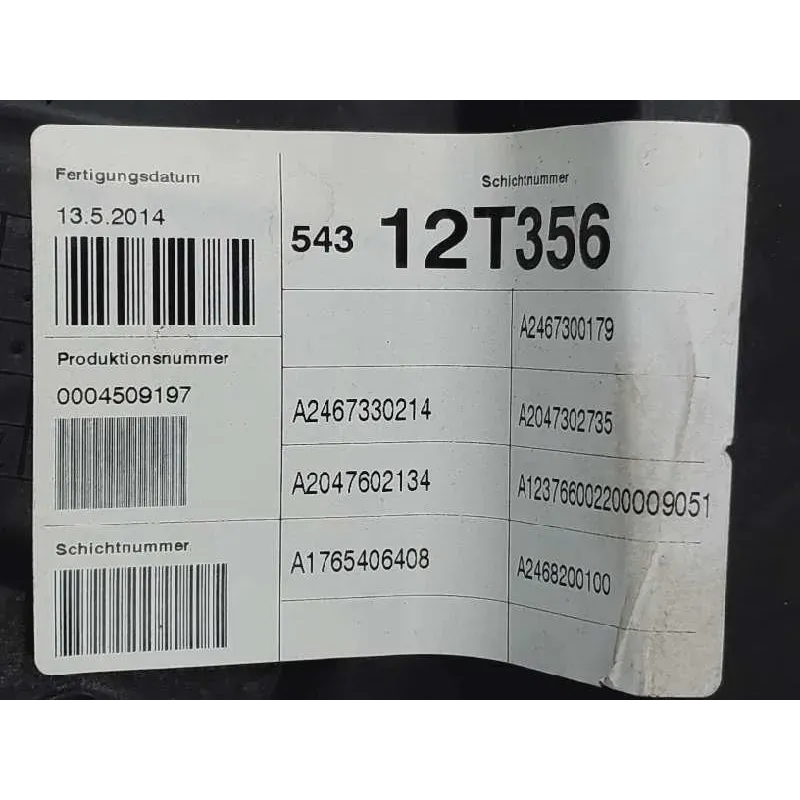 Fertigungsdatum
13.5.2014
Produktionsnummer
0004509197
Schichtnummer
Schichtnummer
543 12T356
A2467300179
A2467330214
A2047302735
A2047602134
A123766002200009051
A1765406408
A2468200100